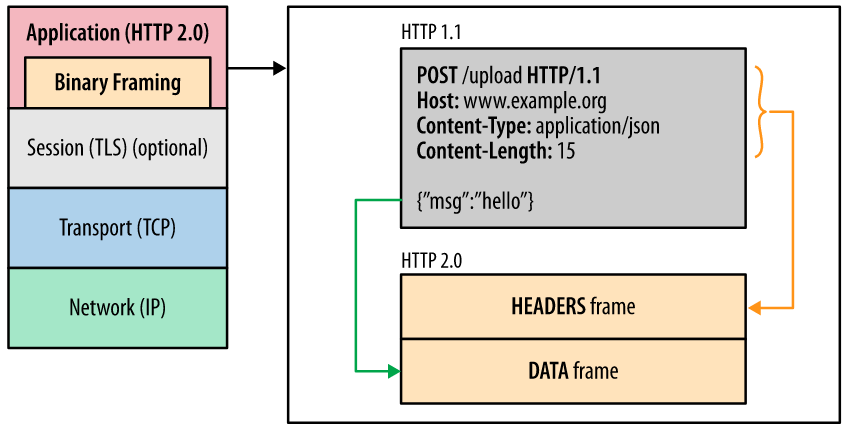 Application (HTTP 2.0)
Binary Framing
Session (TLS) (optional)
Transport (TCP)
Network (IP)
HTTP 1.1
POST /upload HTTP/1.1
Host: www.example.org
Content-Type: application/json
Content-Length: 15
{”msg”:”hello”}
HTTP 2.0
HEADERS frame
DATA frame